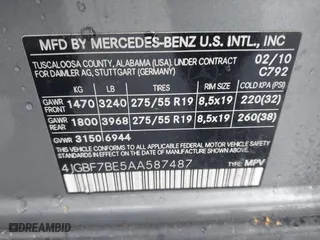 MFD BY MERCEDES-BENZ U.S. INTL., INC
TUSCALOOSA COUNTY, ALABAMA (USA). UNDER CONTRACT 02/10
FOR DAIMLER AG, STUTTGART (GERMANY) C792
KG LB TIRE SIZE RIM SIZE COLD KPA (PSI)
GAWR FRONT 1470 3240 275/55 R19 8,5x19 220(32)
GAWR REAR 1800 3968 275/55 R19 8,5x19 260(38)
GVWR 3150 6944
4JGBF7BE5AA587487 TYPE: MPV
DREAMBID